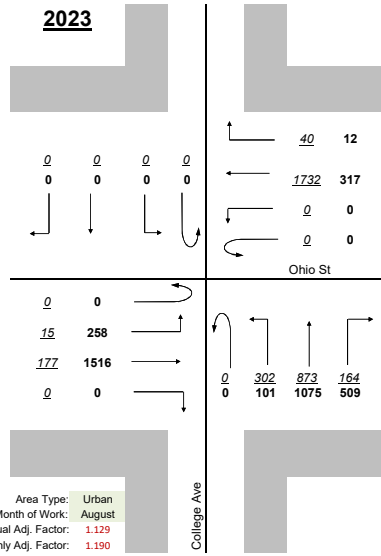 2023
40 12
0 0 0 0
0 0 0 0
1732 317
0 0
0 0
Ohio St
0 0
15 258
177 1516
0 0
0 302 873 164
0 101 1075 509
College Ave
Area Type: Urban
Month of Work: August
ual Adj. Factor: 1.129
hly Adj. Factor: 1.190